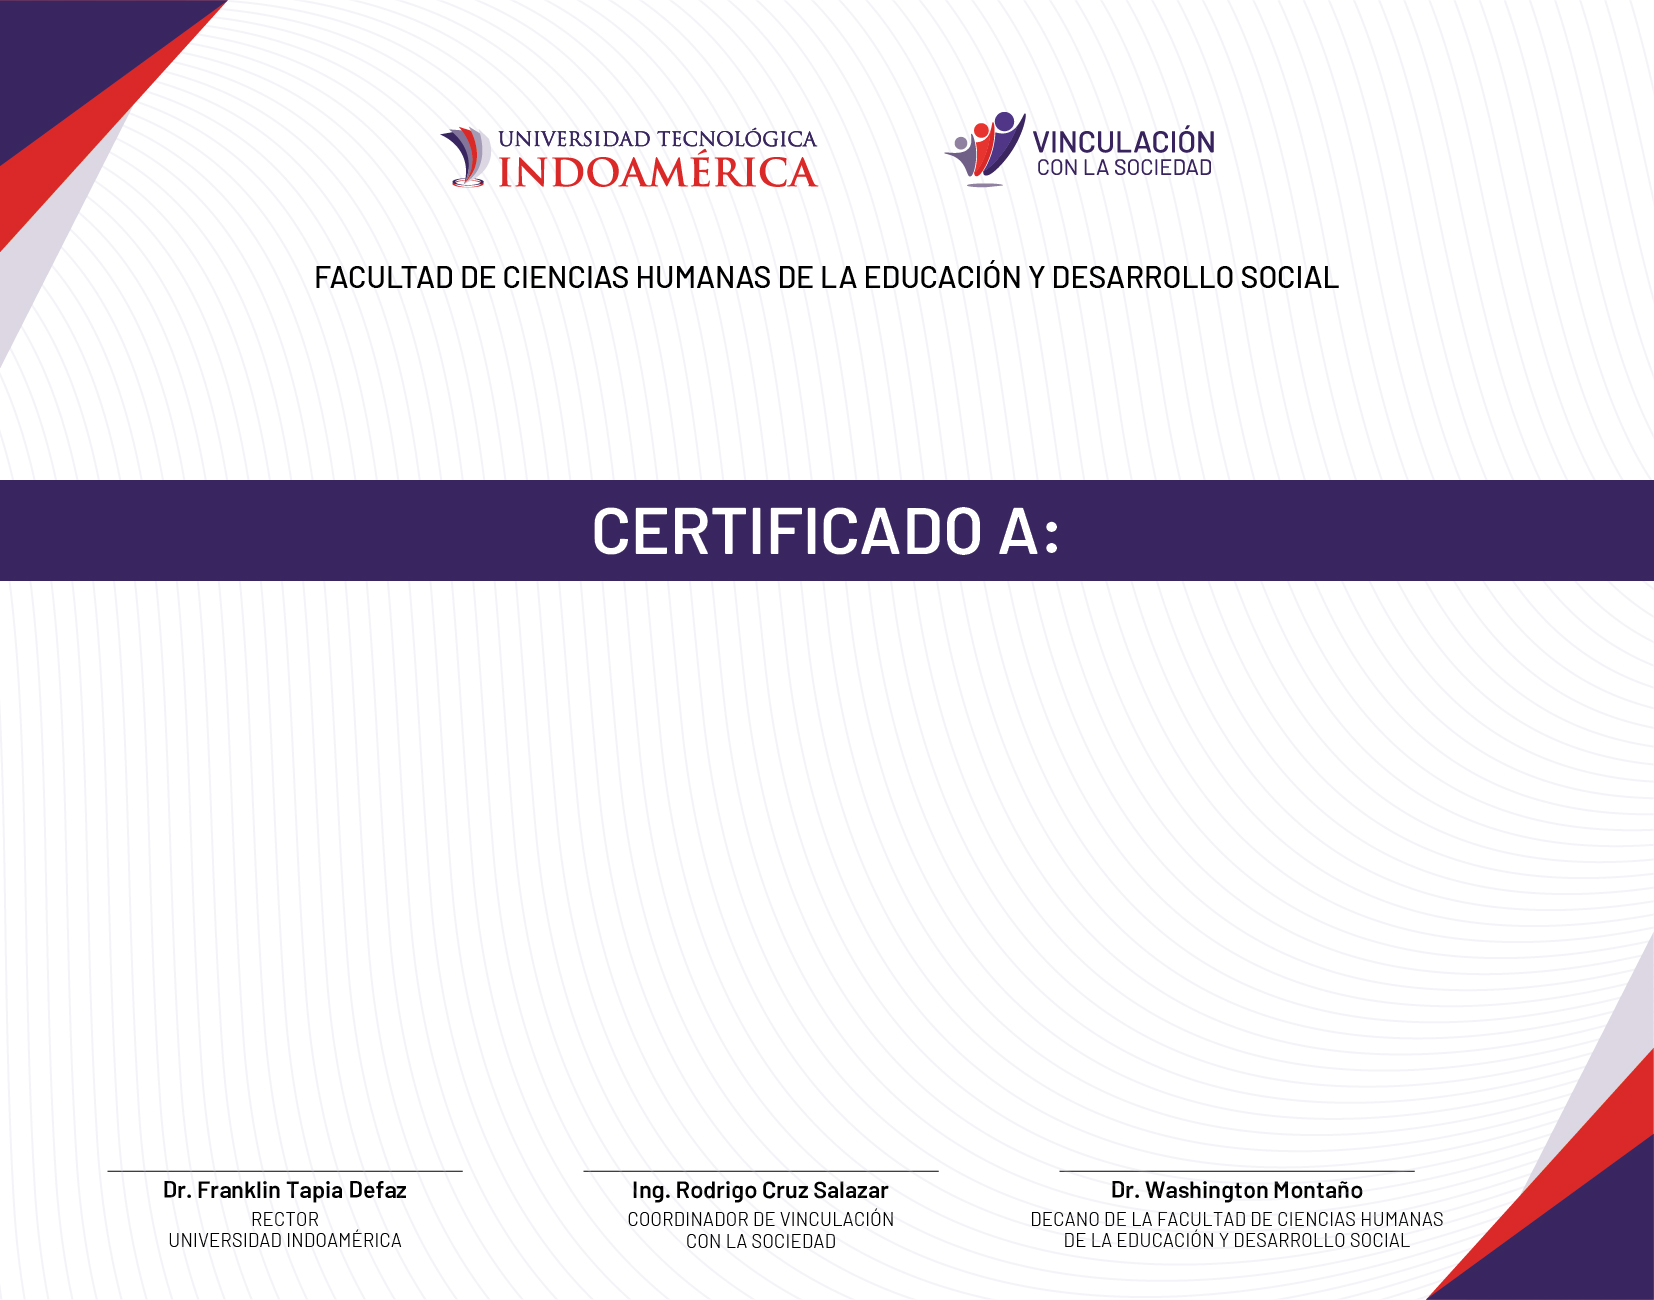 UNIVERSIDAD TECNOLÓGICA
INDOAMÉRICA
VINCULACIÓN
CON LA SOCIEDAD
FACULTAD DE CIENCIAS HUMANAS DE LA EDUCACIÓN Y DESARROLLO SOCIAL
CERTIFICADO A:
Dr. Franklin Tapia Defaz
RECTOR
UNIVERSIDAD INDOAMÉRICA
Ing. Rodrigo Cruz Salazar
COORDINADOR DE VINCULACIÓN
CON LA SOCIEDAD
Dr. Washington Montaño
DECANO DE LA FACULTAD DE CIENCIAS HUMANAS
DE LA EDUCACIÓN Y DESARROLLO SOCIAL